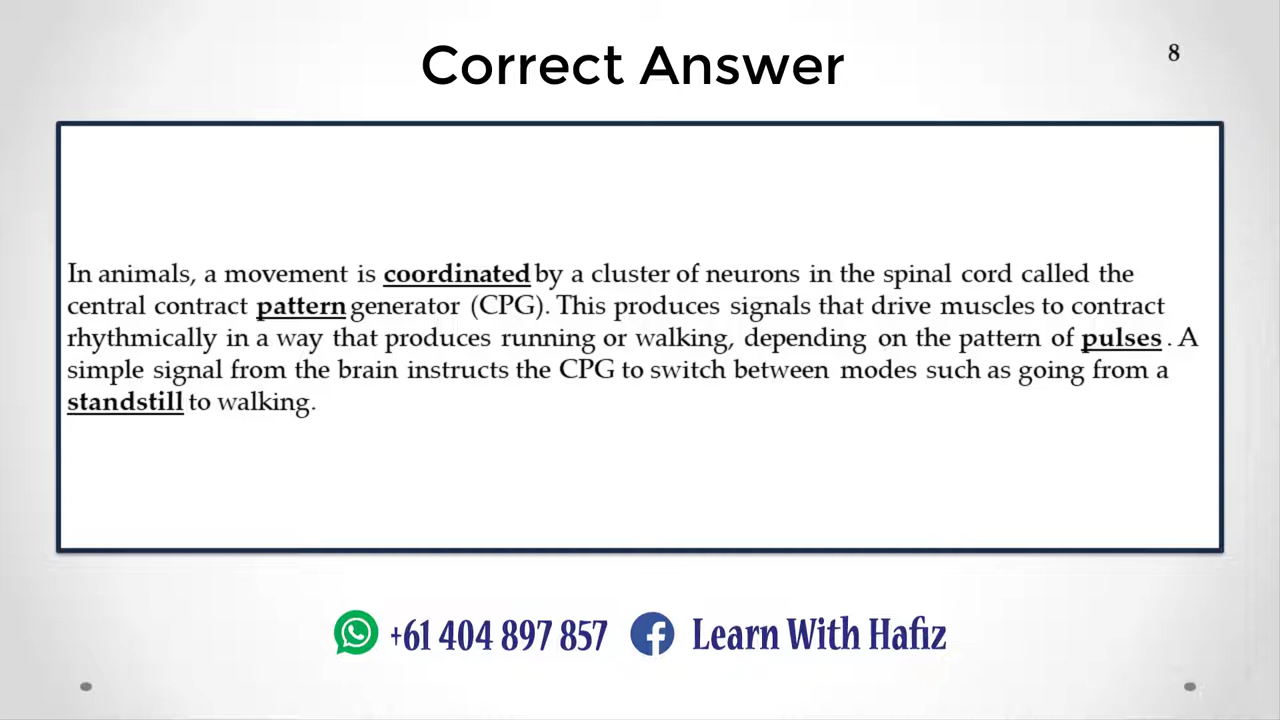 Correct Answer
8
In animals, a movement is coordinated by a cluster of neurons in the spinal cord called the
central contract pattern generator (CPG). This produces signals that drive muscles to contract
rhythmically in a way that produces running or walking, depending on the pattern of pulses . A
simple signal from the brain instructs the CPG to switch between modes such as going from a
standstill to walking.
+61 404 897 857 Learn With Hafiz